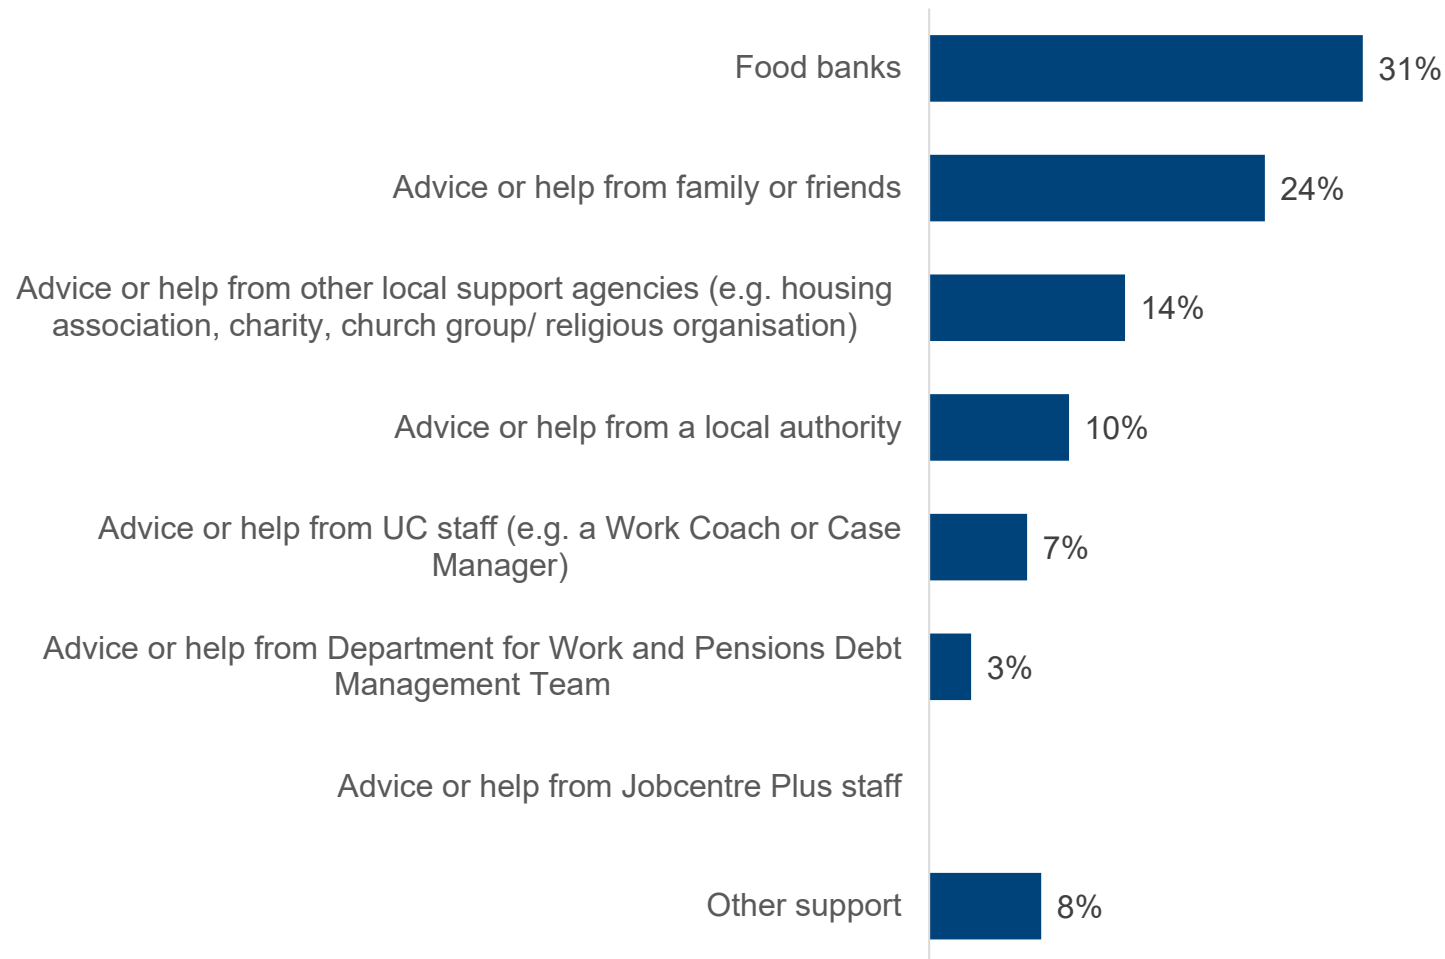 Food banks 31%
Advice or help from family or friends 24%
Advice or help from other local support agencies (e.g. housing
association, charity, church group/ religious organisation) 14%
Advice or help from a local authority 10%
Advice or help from UC staff (e.g. a Work Coach or Case
Manager) 7%
Advice or help from Department for Work and Pensions Debt
Management Team 3%
Advice or help from Jobcentre Plus staff
Other support 8%